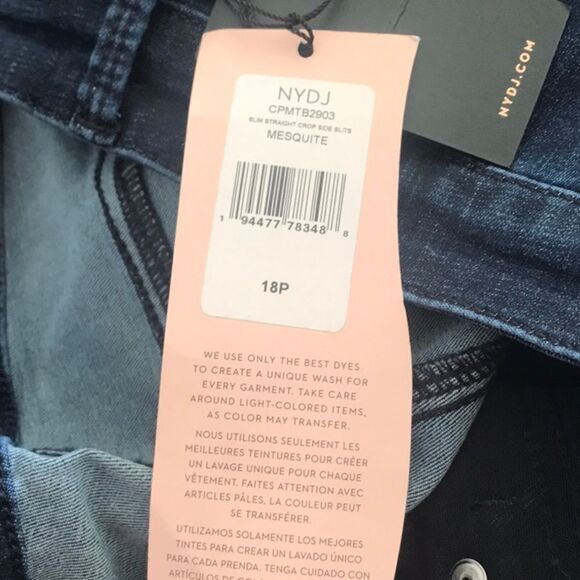 NYDJ
CPMTB2903
SLIM STRAIGHT CROP SIDE SLITS
MESQUITE
1 94477 78348 8
18P
WE USE ONLY THE BEST DYES
TO CREATE A UNIQUE WASH FOR
EVERY GARMENT. TAKE CARE
AROUND LIGHT-COLORED ITEMS,
AS COLOR MAY TRANSFER.
NOUS UTILISONS SEULEMENT LES
MEILLEURES TEINTURES POUR CRÉER
UN LAVAGE UNIQUE POUR CHAQUE
VÊTEMENT. FAITES ATTENTION AVEC
ARTICLES PÂLES, LA COULEUR PEUT
SE TRANSFÉRER.
UTILIZAMOS SOLAMENTE LOS MEJORES
TINTES PARA CREAR UN LAVADO ÚNICO
PARA CADA PRENDA. TENGA CUIDADO CON
ARTÍCULOS DE
NYDJ.COM